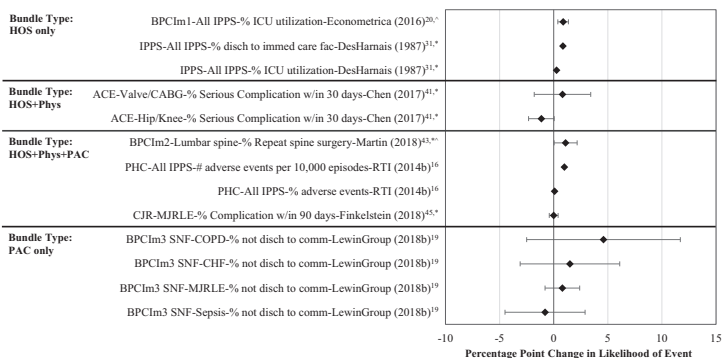 Bundle Type:
HOS only
BPCIm1-All IPPS-% ICU utilization-Econometrica (2016)20,^
IPPS-All IPPS-% disch to immed care fac-DesHarnais (1987)31,*
IPPS-All IPPS-% ICU utilization-DesHarnais (1987)31,*
Bundle Type:
HOS+Phys
ACE-Valve/CABG-% Serious Complication w/in 30 days-Chen (2017)41,*
ACE-Hip/Knee-% Serious Complication w/in 30 days-Chen (2017)41,*
Bundle Type:
HOS+Phys+PAC
BPCIm2-Lumbar spine-% Repeat spine surgery-Martin (2018)43,*^
PHC-All IPPS-# adverse events per 10,000 episodes-RTI (2014b)16
PHC-All IPPS-% adverse events-RTI (2014b)16
CJR-MJRLE-% Complication w/in 90 days-Finkelstein (2018)45,*
Bundle Type:
PAC only
BPCIm3 SNF-COPD-% not disch to comm-LewinGroup (2018b)19
BPCIm3 SNF-CHF-% not disch to comm-LewinGroup (2018b)19
BPCIm3 SNF-MJRLE-% not disch to comm-LewinGroup (2018b)19
BPCIm3 SNF-Sepsis-% not disch to comm-LewinGroup (2018b)19
-10 -5 0 5 10 15
Percentage Point Change in Likelihood of Event